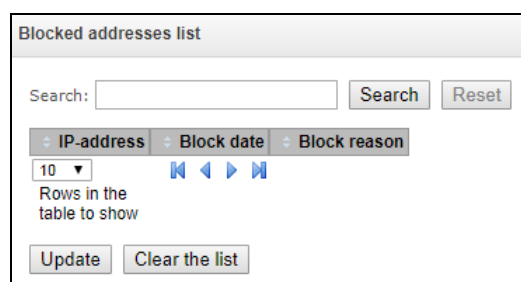 Blocked addresses list
Search: Search Reset
IP-address Block date Block reason
10
Rows in the
table to show
Update Clear the list